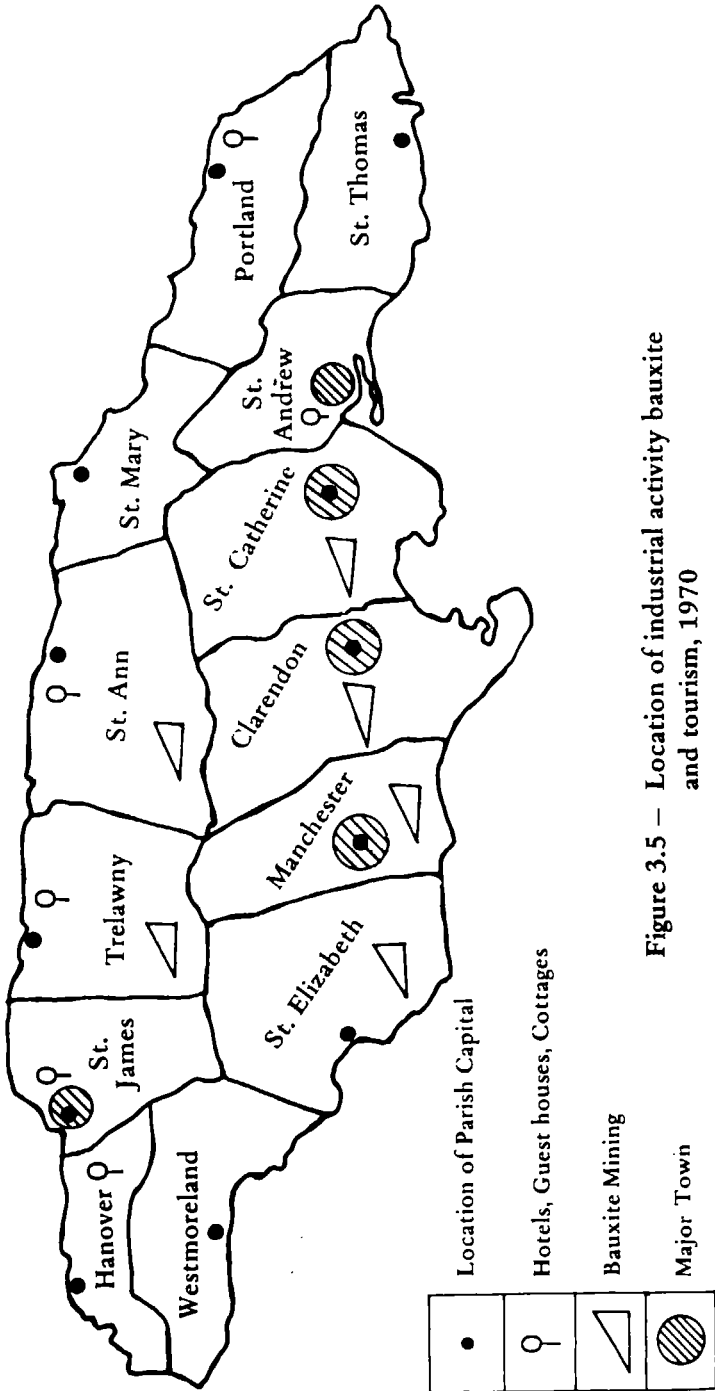 Hanover
Westmoreland
St.
James
Trelawny
St. Elizabeth
St. Ann
Manchester
Clarendon
St. Mary
St. Catherine
St.
Andrew
Portland
St. Thomas
Location of Parish Capital
Hotels, Guest houses, Cottages
Bauxite Mining
Major Town
Figure 3.5 – Location of industrial activity bauxite
and tourism, 1970